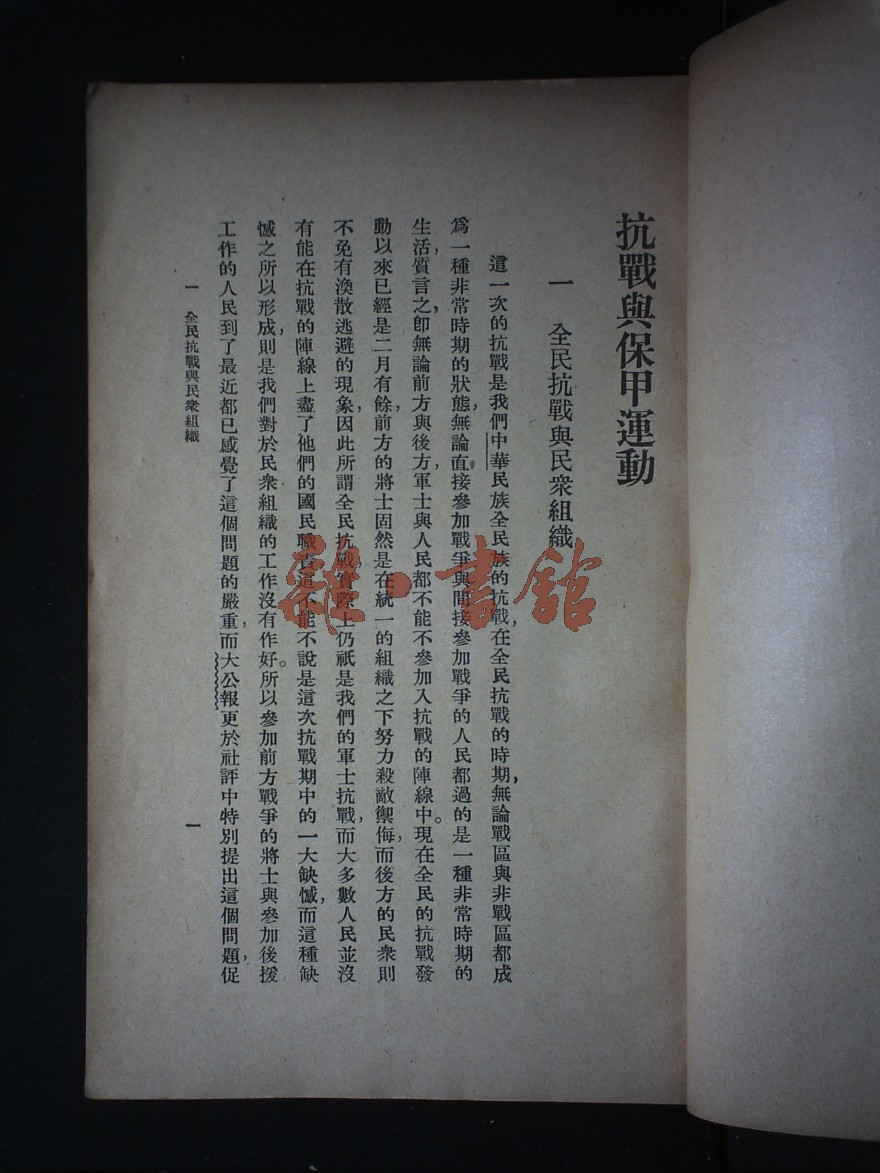 抗戰與保甲運動
一　全民抗戰與民衆組織
這一次的抗戰是我們中華民族全民族的抗戰，在全民抗戰的時期，無論戰區與非戰區都成
爲一種非常時期的狀態，無論直接參加戰爭與間接參加戰爭的人民都過的是一種非常時期的
生活，質言之，卽無論前方與後方，軍士與人民都不能不參加入抗戰的陣線中。現在全民的抗戰發
動以來已經是二月有餘，前方的將士固然是在統一的組織之下努力殺敵禦侮，而後方的民衆則
不免有渙散逃避的現象，因此所謂全民抗戰，實際上仍祇是我們的軍士抗戰，而大多數人民並沒
有能在抗戰的陣線上盡了他們的國民職責，這不能不說是這次抗戰期中的一大缺憾，而這種缺
憾之所以形成，則是我們對於民衆組織的工作沒有作好。所以參加前方戰爭的將士與參加後援
工作的人民到了最近都已感覺了這個問題的嚴重，而大公報更於社評中特別提出這個問題，促
一　全民抗戰與民衆組織
一
雜·書館